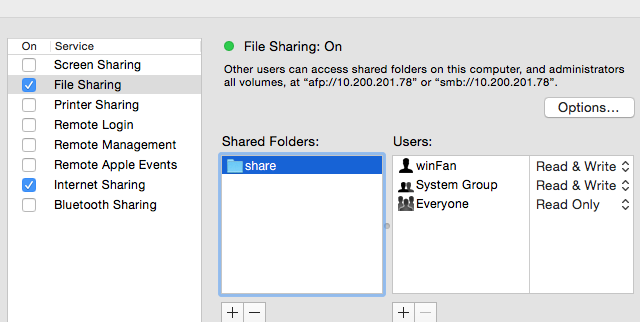 On Service
Screen Sharing
File Sharing
Printer Sharing
Remote Login
Remote Management
Remote Apple Events
Internet Sharing
Bluetooth Sharing
File Sharing: On
Other users can access shared folders on this computer, and administrators
all volumes, at “afp://10.200.201.78” or “smb://10.200.201.78”.
Options...
Shared Folders:
share
Users:
winFan Read & Write
System Group Read & Write
Everyone Read Only
+ −
+ −